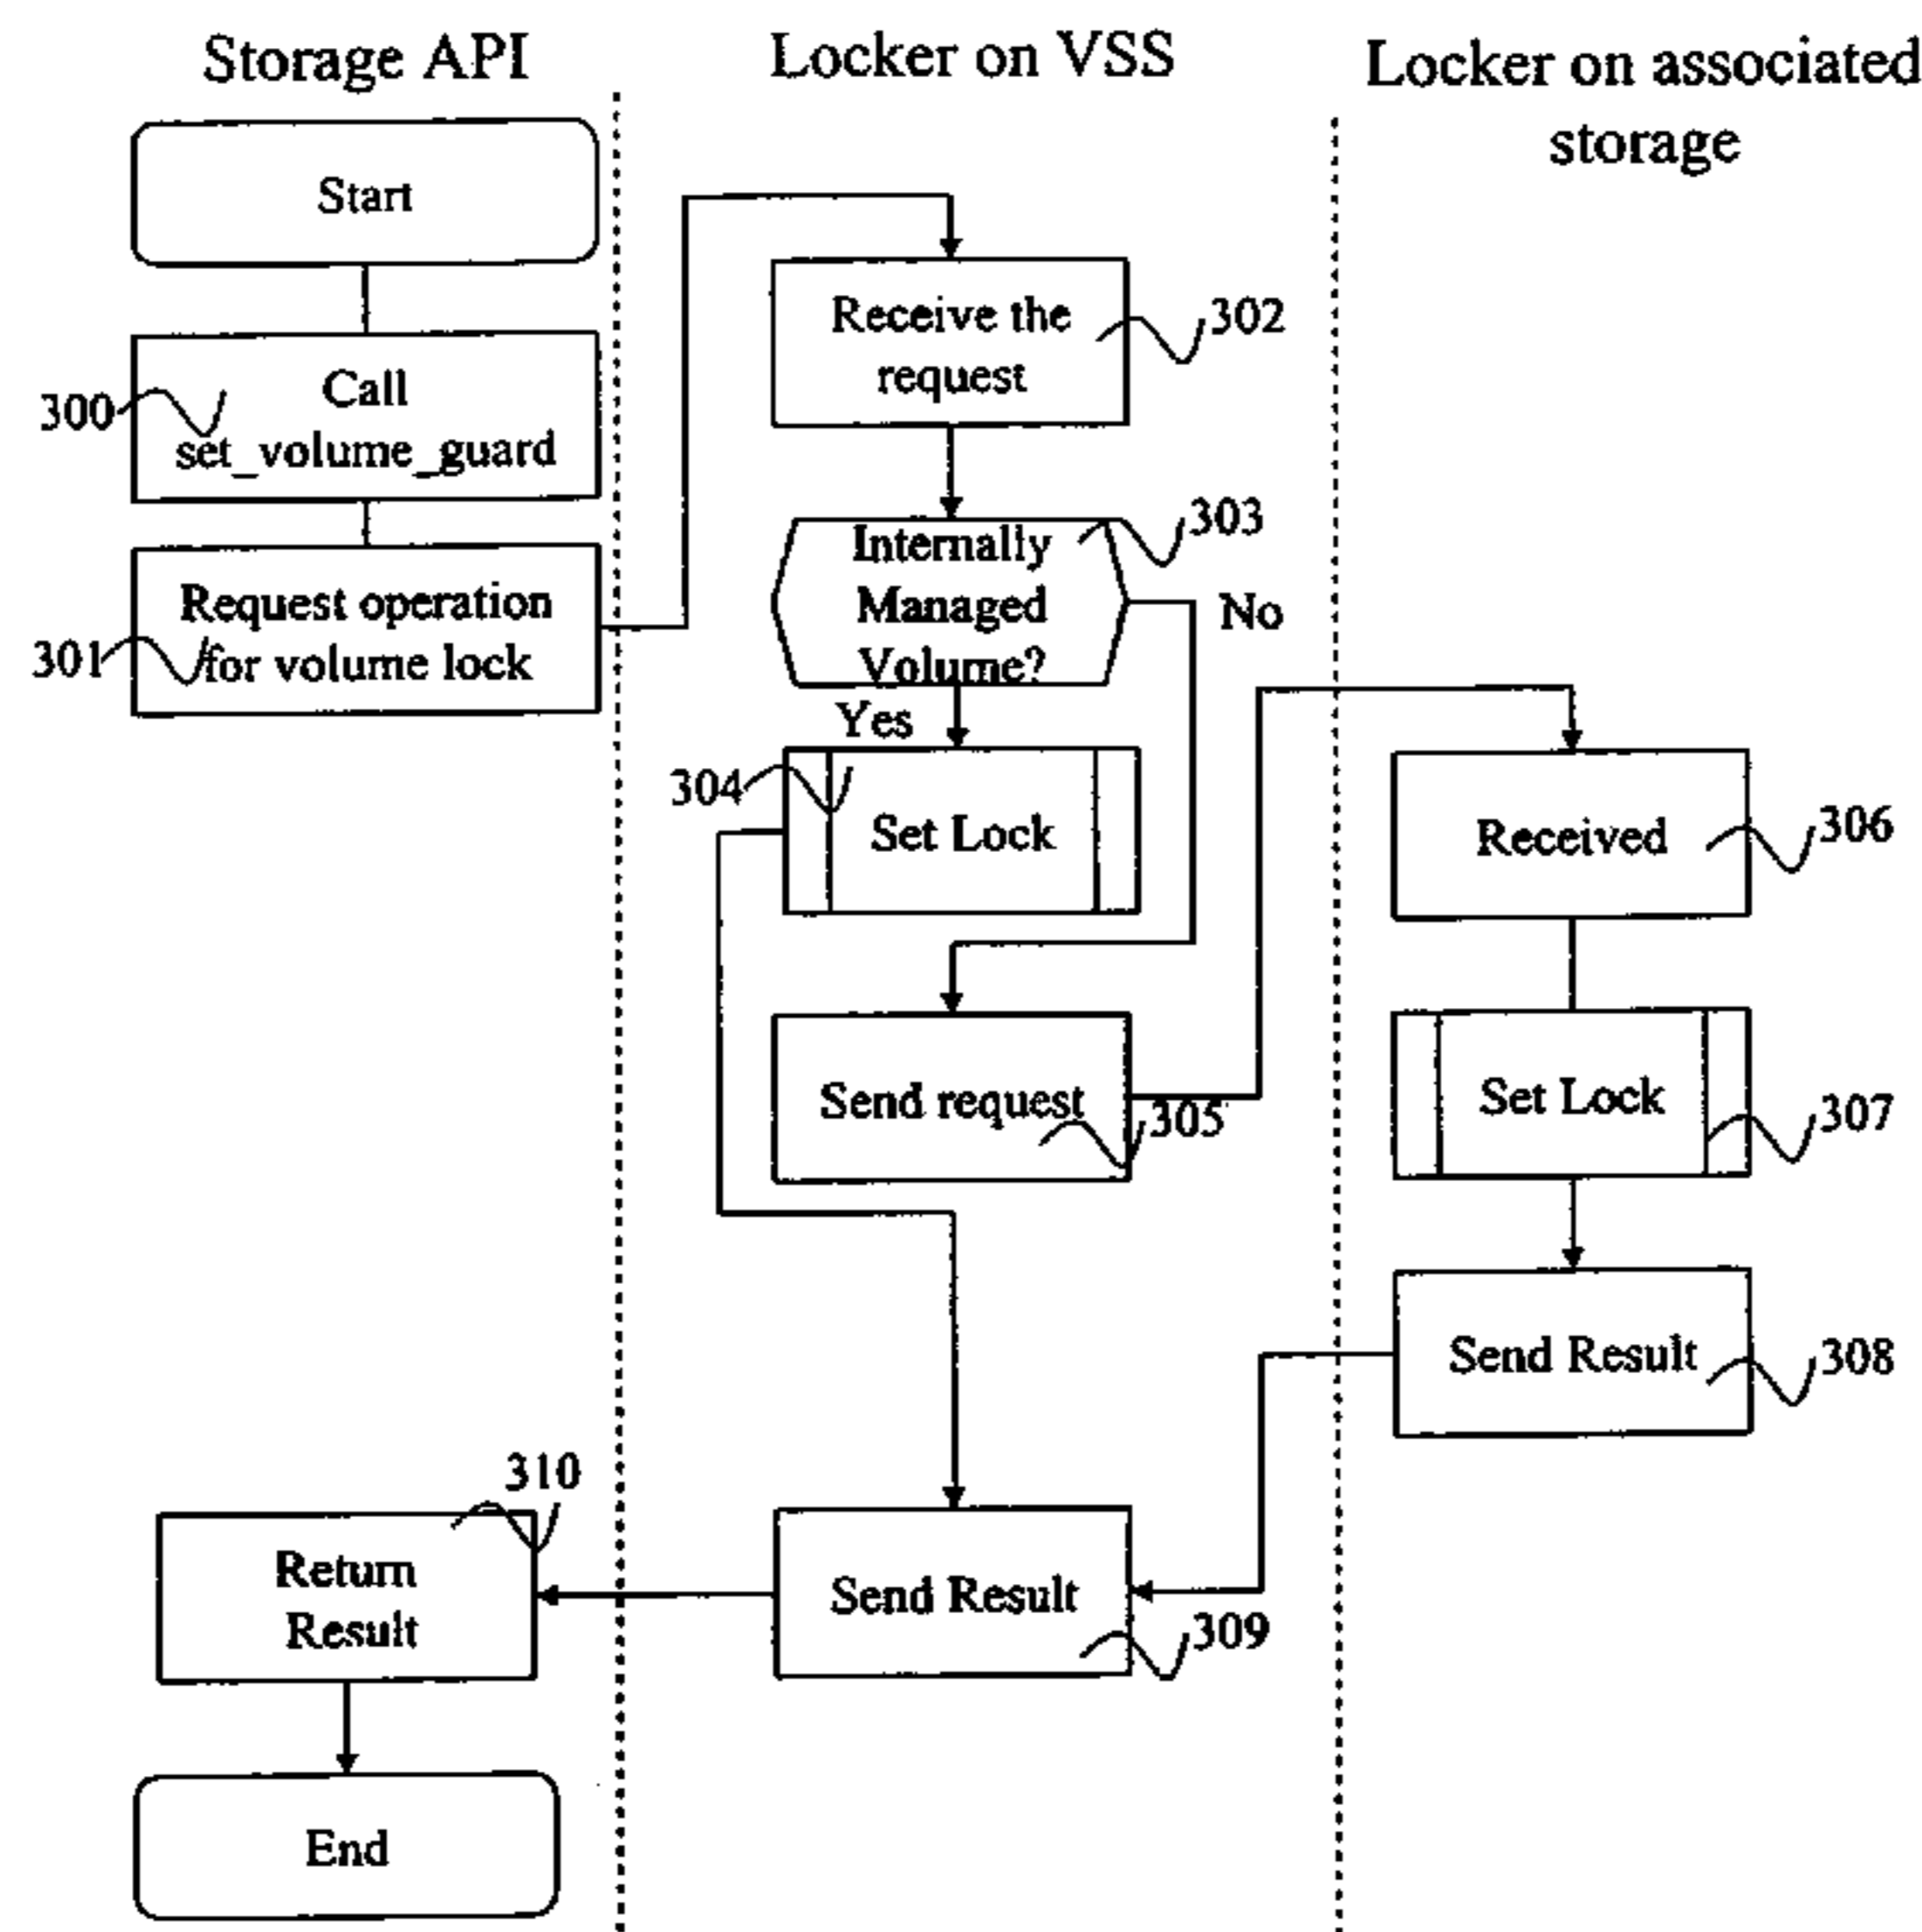 Storage API
Locker on VSS
Locker on associated
storage
Start
Call
set_volume_guard
300
Request operation
for volume lock
301
Receive the
request
302
Internally
Managed
Volume?
303
No
Yes
304
Set Lock
Send request
305
Received
306
Set Lock
307
Send Result
308
Send Result
309
310
Return
Result
End